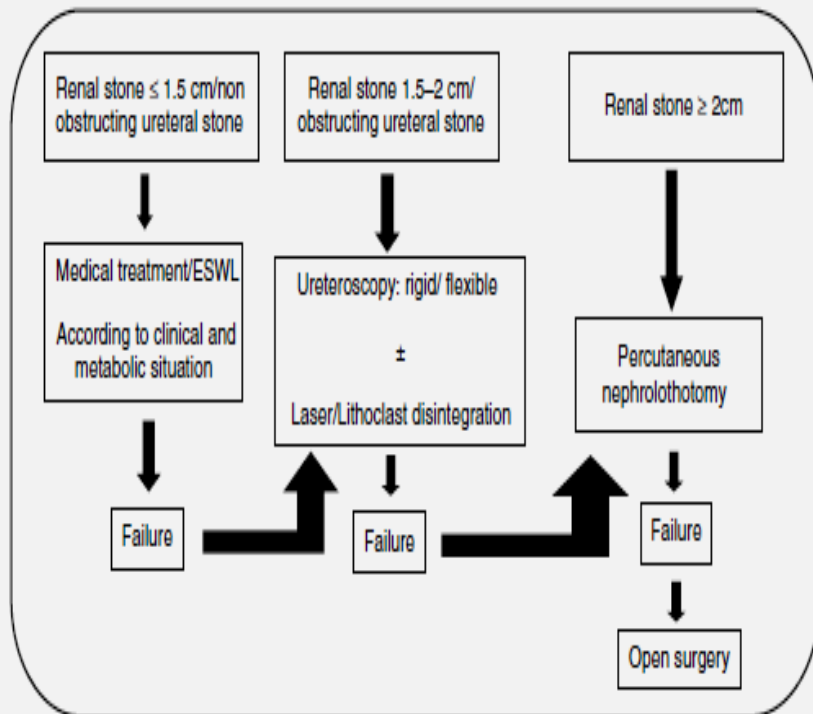 Renal stone ≤ 1.5 cm/non
obstructing ureteral stone
Renal stone 1.5–2 cm/
obstructing ureteral stone
Renal stone ≥ 2cm
Medical treatment/ESWL
According to clinical and
metabolic situation
Ureteroscopy: rigid/ flexible
±
Laser/Lithoclast disintegration
Percutaneous
nephrolothotomy
Failure
Failure
Failure
Open surgery